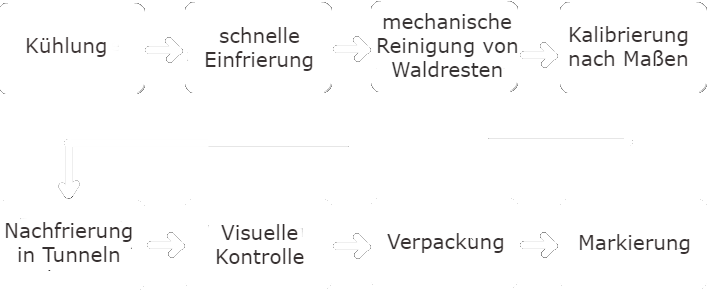 Kühlung
schnelle
Einfrierung
mechanische
Reinigung von
Waldresten
Kalibrierung
nach Maßen
Nachfrierung
in Tunneln
Visuelle
Kontrolle
Verpackung
Markierung